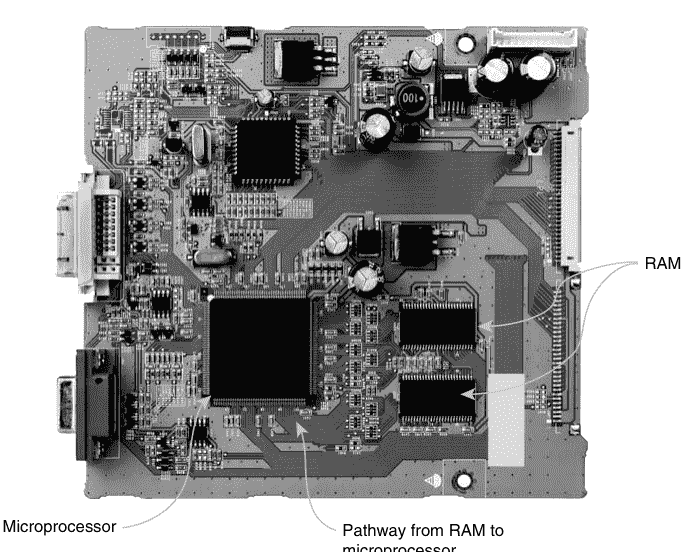 100
RAM
Microprocessor
Pathway from RAM to
microprocessor